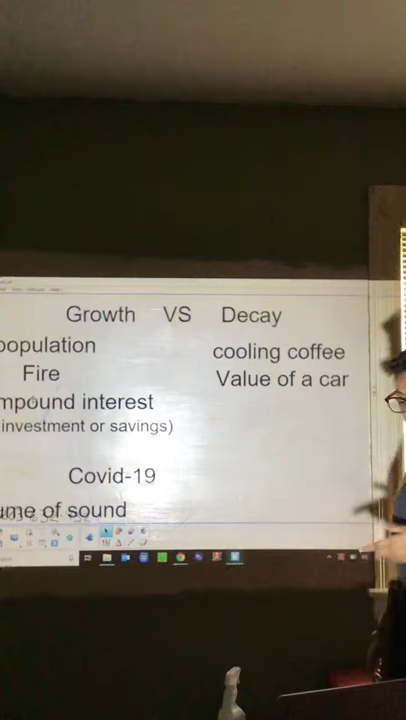 Growth VS Decay
population
cooling coffee
Fire
Value of a car
mpound interest
investment or savings)
Covid-19
ume of sound